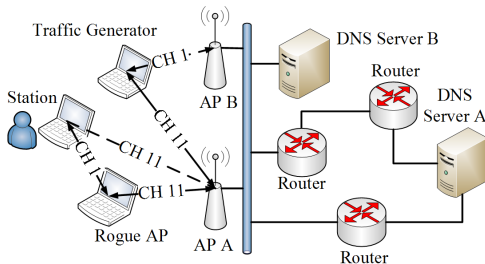 Traffic Generator
CH 1
AP B
DNS Server B
Router
DNS
Server A
Station
CH 11
CH 11
CH 1
CH 11
Rogue AP
AP A
Router
Router